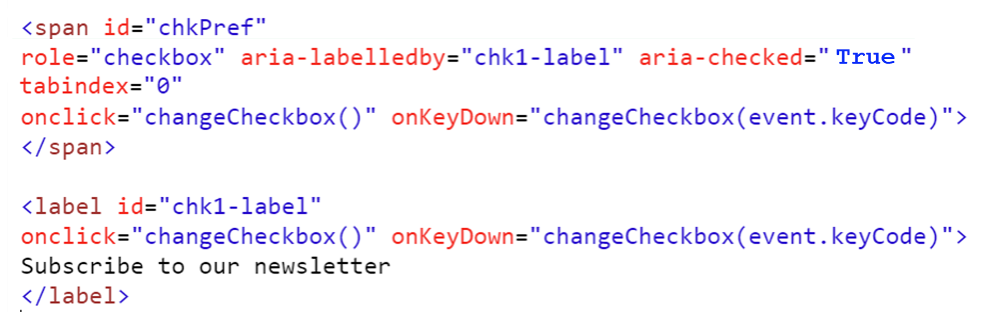 <span id="chkPref"
role="checkbox" aria-labelledby="chk1-label" aria-checked=" True "
tabindex="0"
onclick="changeCheckbox()" onKeyDown="changeCheckbox(event.keyCode)">
</span>
<label id="chk1-label"
onclick="changeCheckbox()" onKeyDown="changeCheckbox(event.keyCode)">
Subscribe to our newsletter
</label>